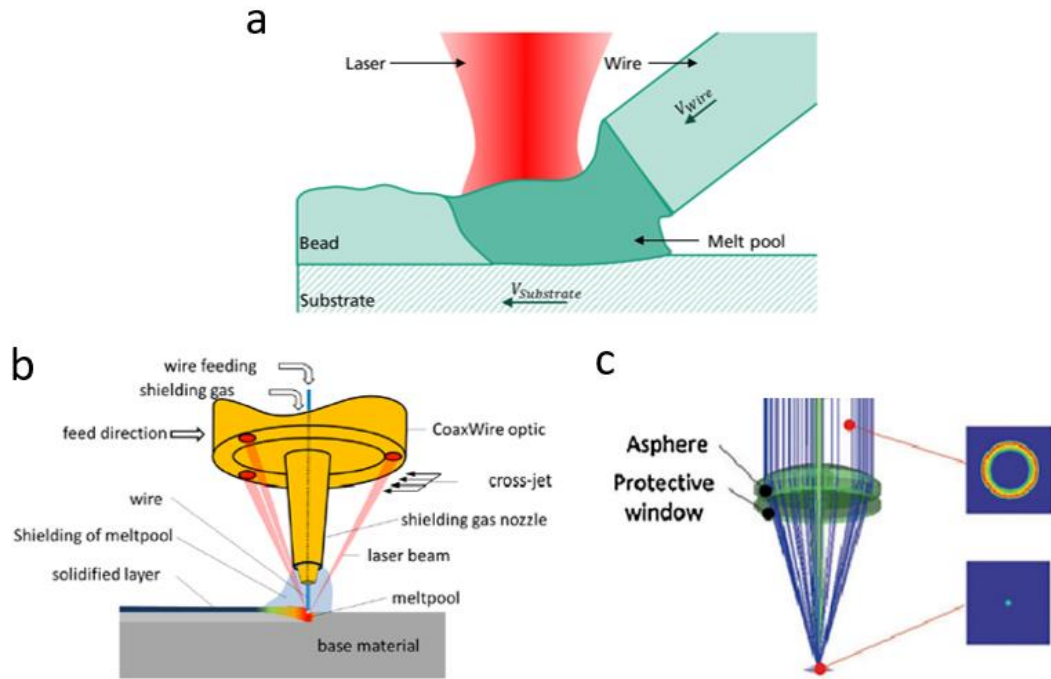 a
Laser
Wire
V_Wire
Bead
Melt pool
Substrate
V_Substrate
b
wire feeding
shielding gas
feed direction
CoaxWire optic
cross-jet
wire
shielding gas nozzle
Shielding of meltpool
laser beam
solidified layer
meltpool
base material
c
Asphere
Protective
window